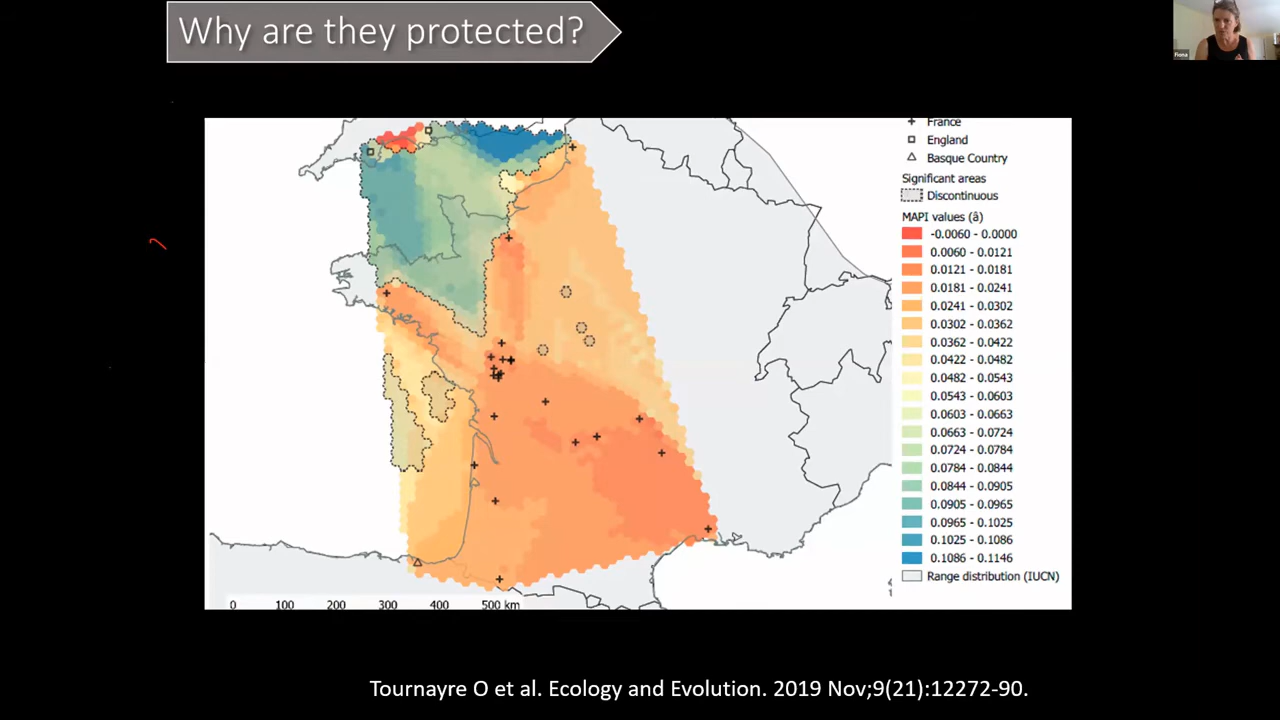 Why are they protected?
Fiona
France
England
Basque Country
Significant areas
Discontinuous
MAPI values (â)
-0.0060 - 0.0000
0.0060 - 0.0121
0.0121 - 0.0181
0.0181 - 0.0241
0.0241 - 0.0302
0.0302 - 0.0362
0.0362 - 0.0422
0.0422 - 0.0482
0.0482 - 0.0543
0.0543 - 0.0603
0.0603 - 0.0663
0.0663 - 0.0724
0.0724 - 0.0784
0.0784 - 0.0844
0.0844 - 0.0905
0.0905 - 0.0965
0.0965 - 0.1025
0.1025 - 0.1086
0.1086 - 0.1146
Range distribution (IUCN)
0 100 200 300 400 500 km
Tournayre O et al. Ecology and Evolution. 2019 Nov;9(21):12272-90.